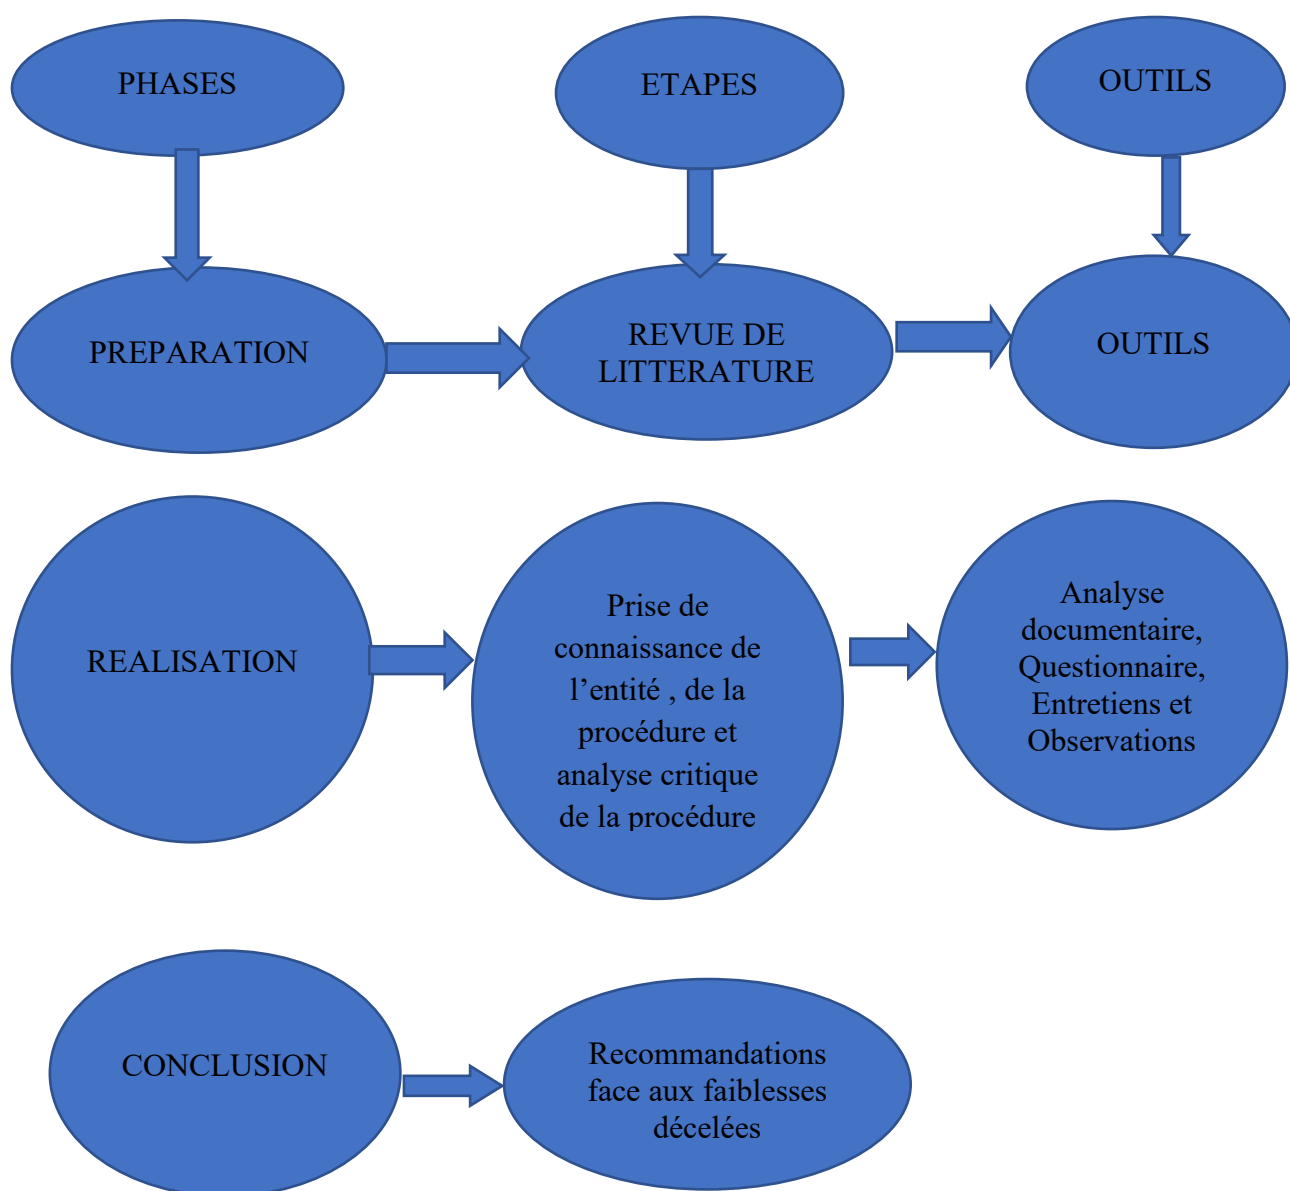 PHASES
ETAPES
OUTILS
PREPARATION
REVUE DE
LITTERATURE
OUTILS
REALISATION
Prise de
connaissance de
l’entité , de la
procédure et
analyse critique
de la procédure
Analyse
documentaire,
Questionnaire,
Entretiens et
Observations
CONCLUSION
Recommandations
face aux faiblesses
décelées